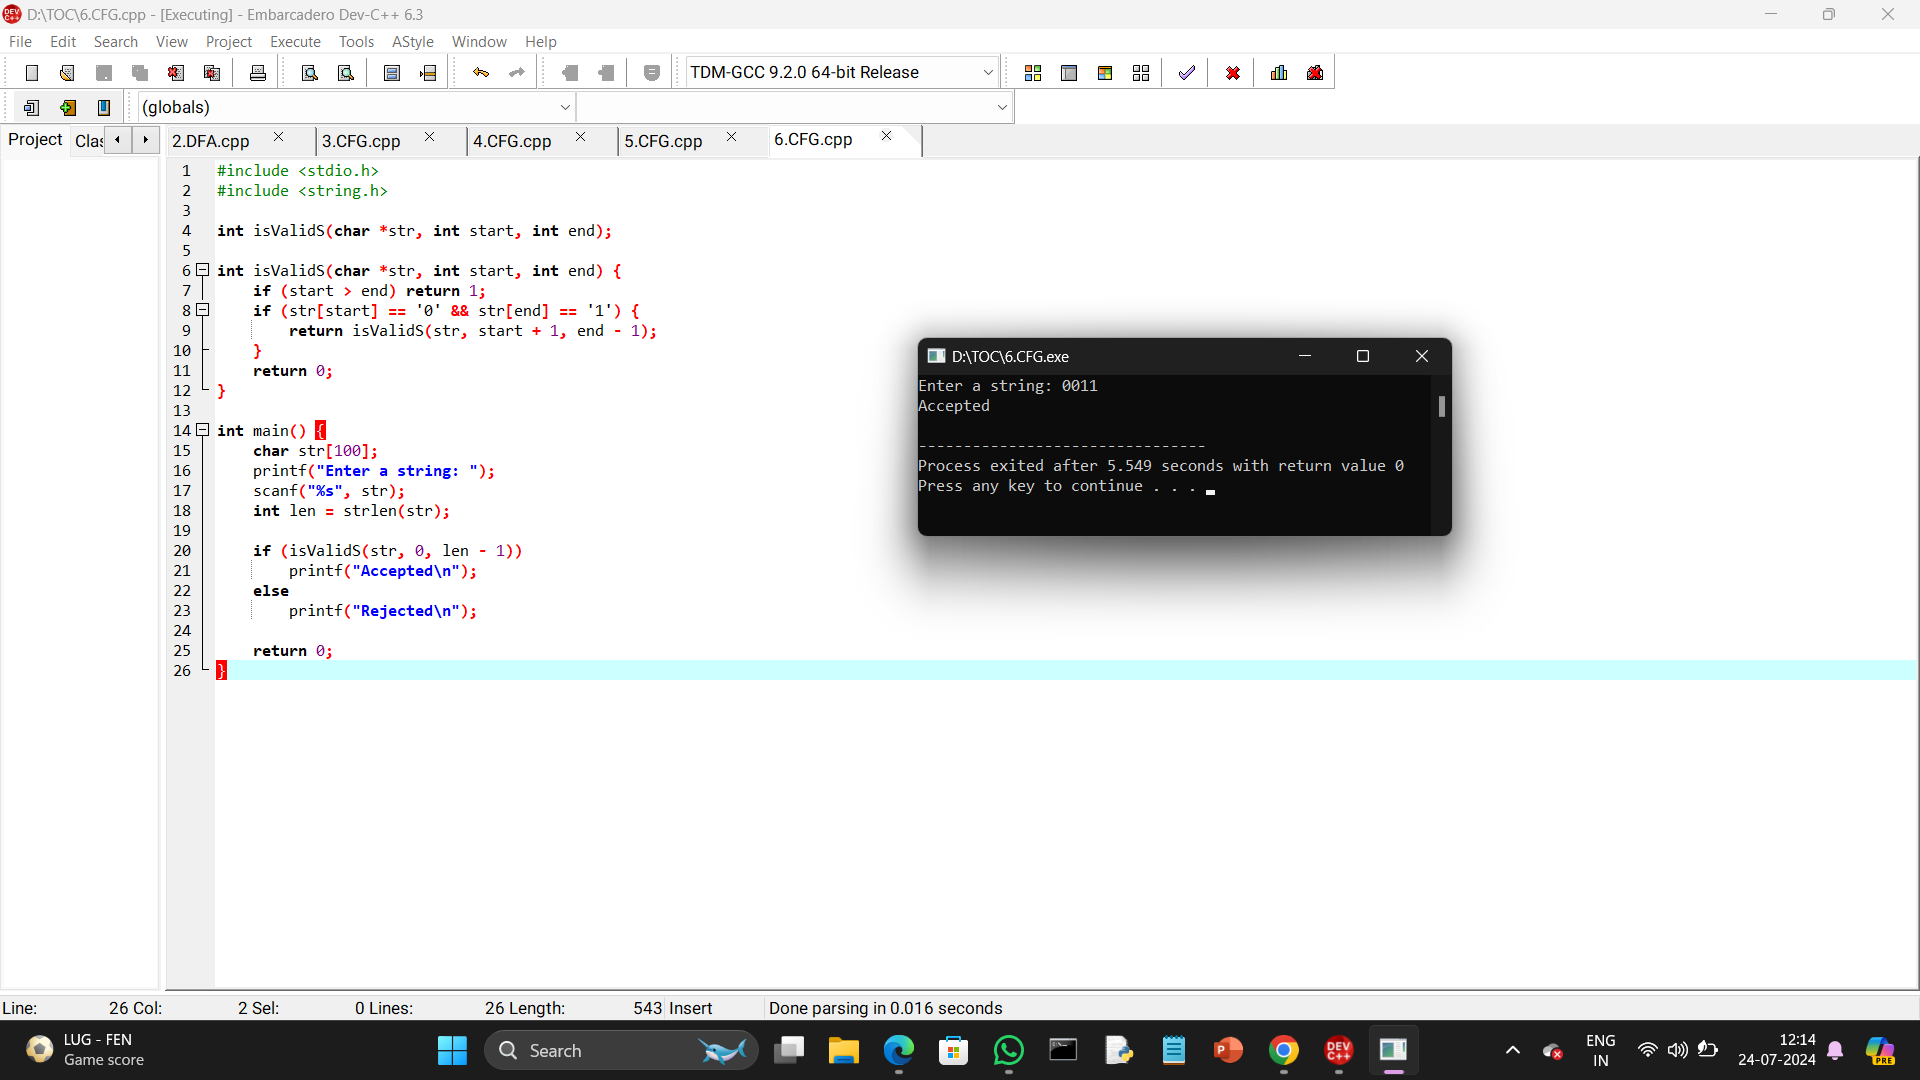 D:\TOC\6.CFG.cpp - [Executing] - Embarcadero Dev-C++ 6.3
File Edit Search View Project Execute Tools AStyle Window Help
TDM-GCC 9.2.0 64-bit Release
(globals)
Project Clas 2.DFA.cpp 3.CFG.cpp 4.CFG.cpp 5.CFG.cpp 6.CFG.cpp
1 #include <stdio.h>
2 #include <string.h>
3
4 int isValidS(char *str, int start, int end);
5
6 int isValidS(char *str, int start, int end) {
7 if (start > end) return 1;
8 if (str[start] == '0' && str[end] == '1') {
9 return isValidS(str, start + 1, end - 1);
10 }
11 return 0;
12 }
13
14 int main() {
15 char str[100];
16 printf("Enter a string: ");
17 scanf("%s", str);
18 int len = strlen(str);
19
20 if (isValidS(str, 0, len - 1))
21 printf("Accepted\n");
22 else
23 printf("Rejected\n");
24
25 return 0;
26 }
D:\TOC\6.CFG.exe
Enter a string: 0011
Accepted
--------------------------------
Process exited after 5.549 seconds with return value 0
Press any key to continue . . .
Line: 26 Col: 2 Sel: 0 Lines: 26 Length: 543 Insert Done parsing in 0.016 seconds
LUG - FEN
Game score
Search
DEV C++
ENG
IN
12:14
24-07-2024
PRE